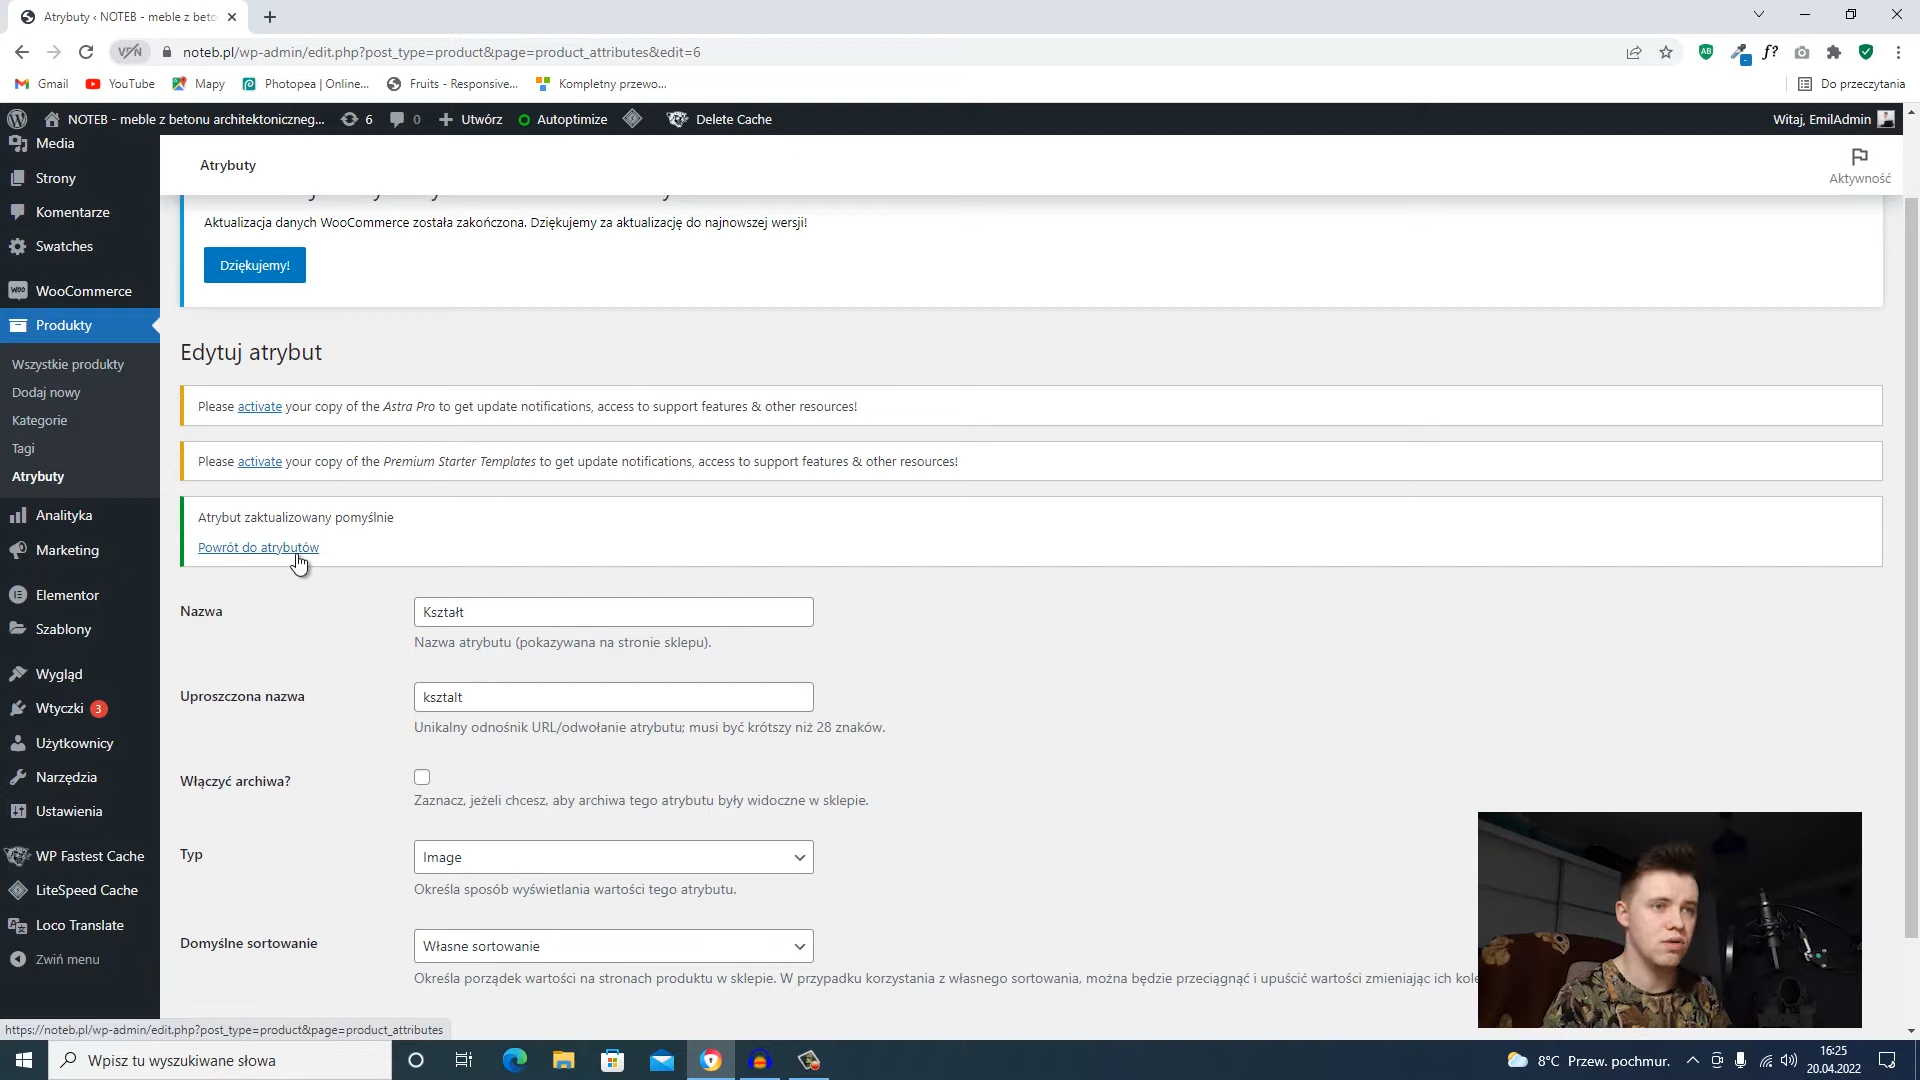 Atrybuty ‹ NOTEB - meble z beto
VPN
noteb.pl/wp-admin/edit.php?post_type=product&page=product_attributes&edit=6
Gmail
YouTube
Mapy
Photopea | Online...
Fruits - Responsive...
Kompletny przewo...
Do przeczytania
NOTEB - meble z betonu architektoniczneg...
6
0
Utwórz
Autoptimize
Delete Cache
Witaj, EmilAdmin
Media
Strony
Komentarze
Swatches
WooCommerce
Produkty
Wszystkie produkty
Dodaj nowy
Kategorie
Tagi
Atrybuty
Analityka
Marketing
Elementor
Szablony
Wygląd
Wtyczki 3
Użytkownicy
Narzędzia
Ustawienia
WP Fastest Cache
LiteSpeed Cache
Loco Translate
Zwiń menu
Atrybuty
Aktywność
Aktualizacja danych WooCommerce została zakończona. Dziękujemy za aktualizację do najnowszej wersji!
Dziękujemy!
Edytuj atrybut
Please activate your copy of the Astra Pro to get update notifications, access to support features & other resources!
Please activate your copy of the Premium Starter Templates to get update notifications, access to support features & other resources!
Atrybut zaktualizowany pomyślnie
Powrót do atrybutów
Nazwa
Kształt
Nazwa atrybutu (pokazywana na stronie sklepu).
Uproszczona nazwa
ksztalt
Unikalny odnośnik URL/odwołanie atrybutu; musi być krótszy niż 28 znaków.
Włączyć archiwa?
Zaznacz, jeżeli chcesz, aby archiwa tego atrybutu były widoczne w sklepie.
Typ
Image
Określa sposób wyświetlania wartości tego atrybutu.
Domyślne sortowanie
Własne sortowanie
Określa porządek wartości na stronach produktu w sklepie. W przypadku korzystania z własnego sortowania, można będzie przeciągnąć i upuścić wartości zmieniając ich kole
https://noteb.pl/wp-admin/edit.php?post_type=product&page=product_attributes
Wpisz tu wyszukiwane słowa
8°C Przew. pochmur.
16:25
20.04.2022